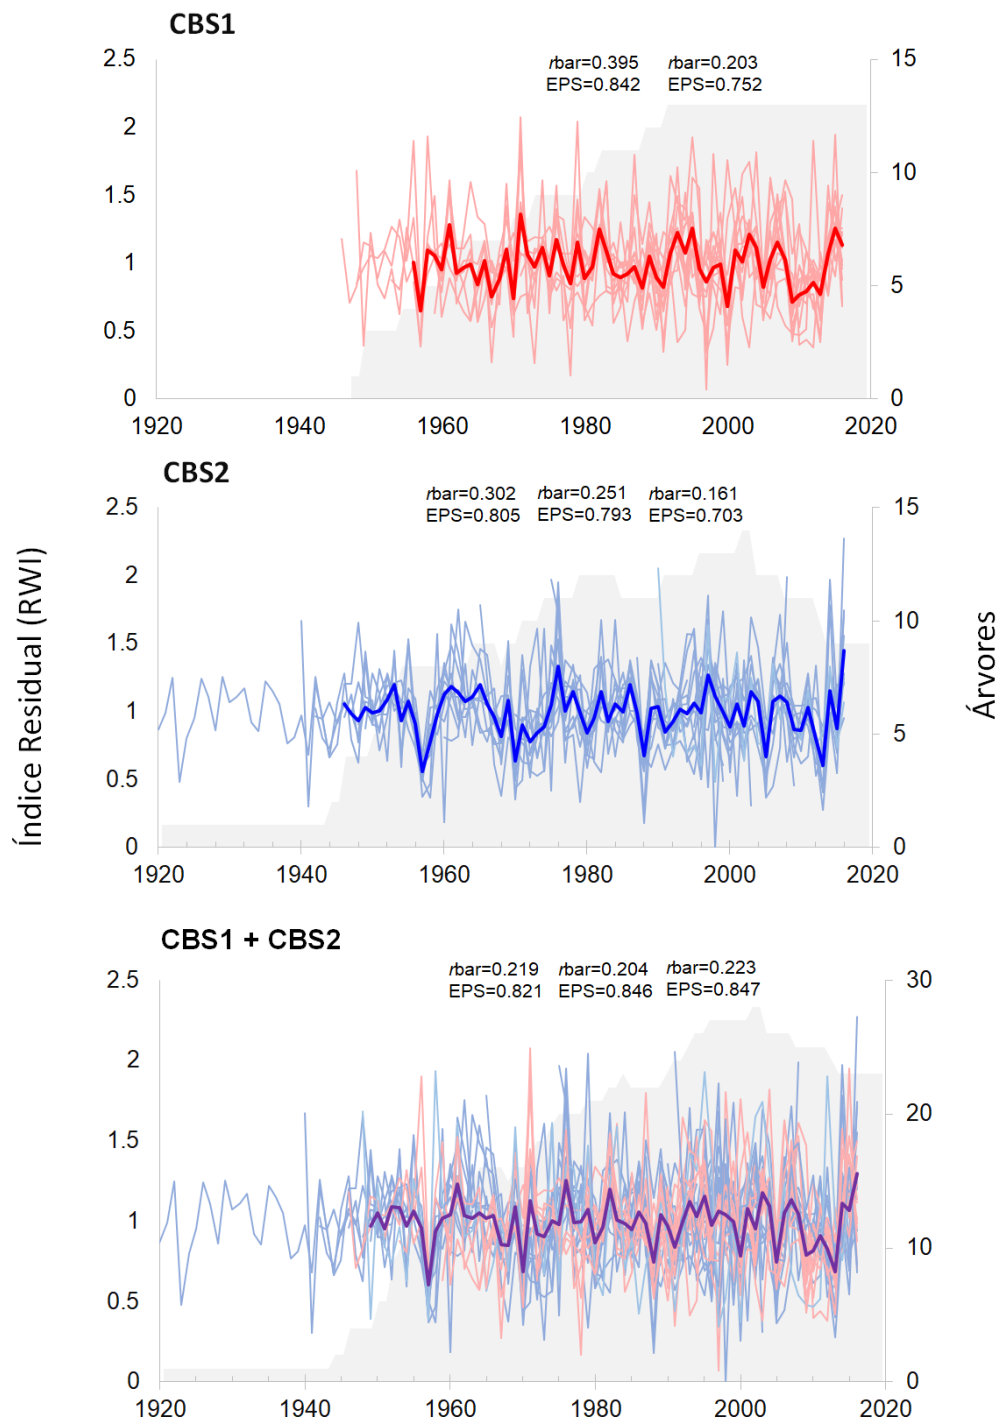 CBS1
rbar=0.395 rbar=0.203
EPS=0.842 EPS=0.752
2.5 15
2
1.5 10
1 5
0.5
0 0
1920 1940 1960 1980 2000 2020
CBS2
rbar=0.302 rbar=0.251 rbar=0.161
EPS=0.805 EPS=0.793 EPS=0.703
2.5 15
2
1.5 10
1
0.5 5
0 0
1920 1940 1960 1980 2000 2020
Índice Residual (RWI)
Árvores
CBS1 + CBS2
rbar=0.219 rbar=0.204 rbar=0.223
EPS=0.821 EPS=0.846 EPS=0.847
2.5 30
2
1.5 20
1 10
0.5
0 0
1920 1940 1960 1980 2000 2020